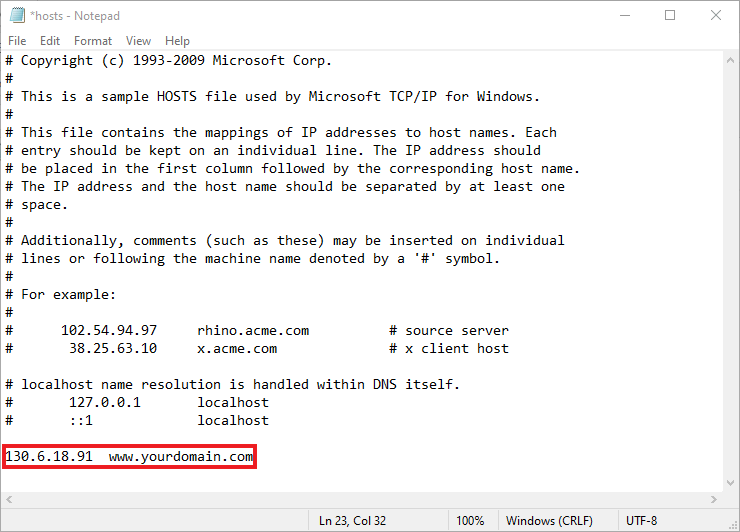 *hosts - Notepad
File Edit Format View Help
# Copyright (c) 1993-2009 Microsoft Corp.
#
# This is a sample HOSTS file used by Microsoft TCP/IP for Windows.
#
# This file contains the mappings of IP addresses to host names. Each
# entry should be kept on an individual line. The IP address should
# be placed in the first column followed by the corresponding host name.
# The IP address and the host name should be separated by at least one
# space.
#
# Additionally, comments (such as these) may be inserted on individual
# lines or following the machine name denoted by a '#' symbol.
#
# For example:
#
#      102.54.94.97     rhino.acme.com          # source server
#       38.25.63.10     x.acme.com              # x client host

# localhost name resolution is handled within DNS itself.
#       127.0.0.1       localhost
#       ::1             localhost

130.6.18.91  www.yourdomain.com
Ln 23, Col 32 100% Windows (CRLF) UTF-8